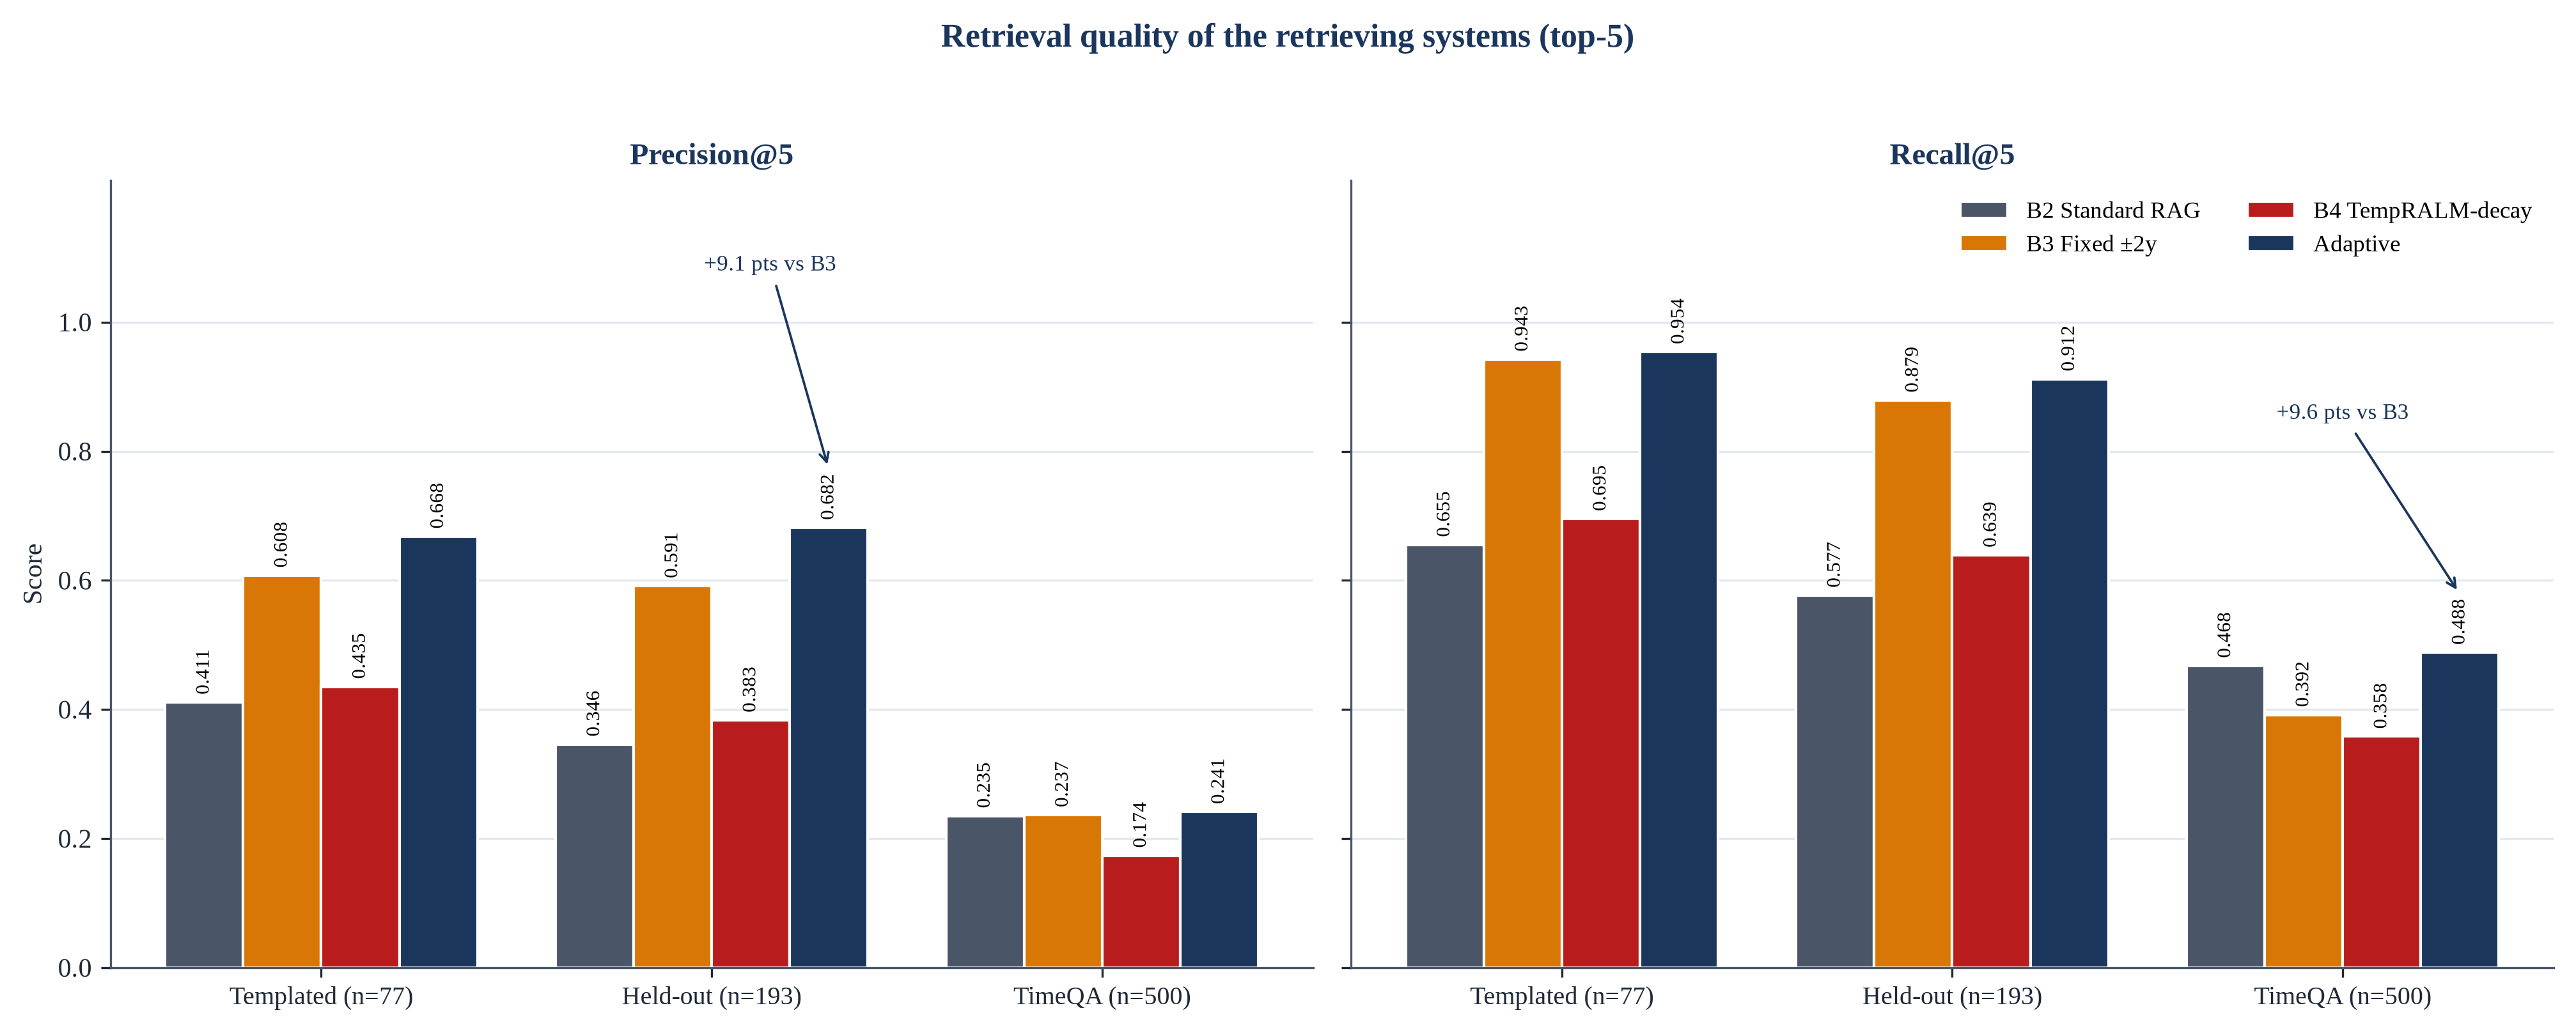 Retrieval quality of the retrieving systems (top-5)
Precision@5
Score
1.0
0.8
0.6
0.4
0.2
0.0
+9.1 pts vs B3
0.411
0.608
0.435
0.668
0.346
0.591
0.383
0.682
0.235
0.237
0.174
0.241
Templated (n=77)
Held-out (n=193)
TimeQA (n=500)
Recall@5
B2 Standard RAG
B3 Fixed ±2y
B4 TempRALM-decay
Adaptive
+9.6 pts vs B3
0.655
0.943
0.695
0.954
0.577
0.879
0.639
0.912
0.468
0.392
0.358
0.488
Templated (n=77)
Held-out (n=193)
TimeQA (n=500)